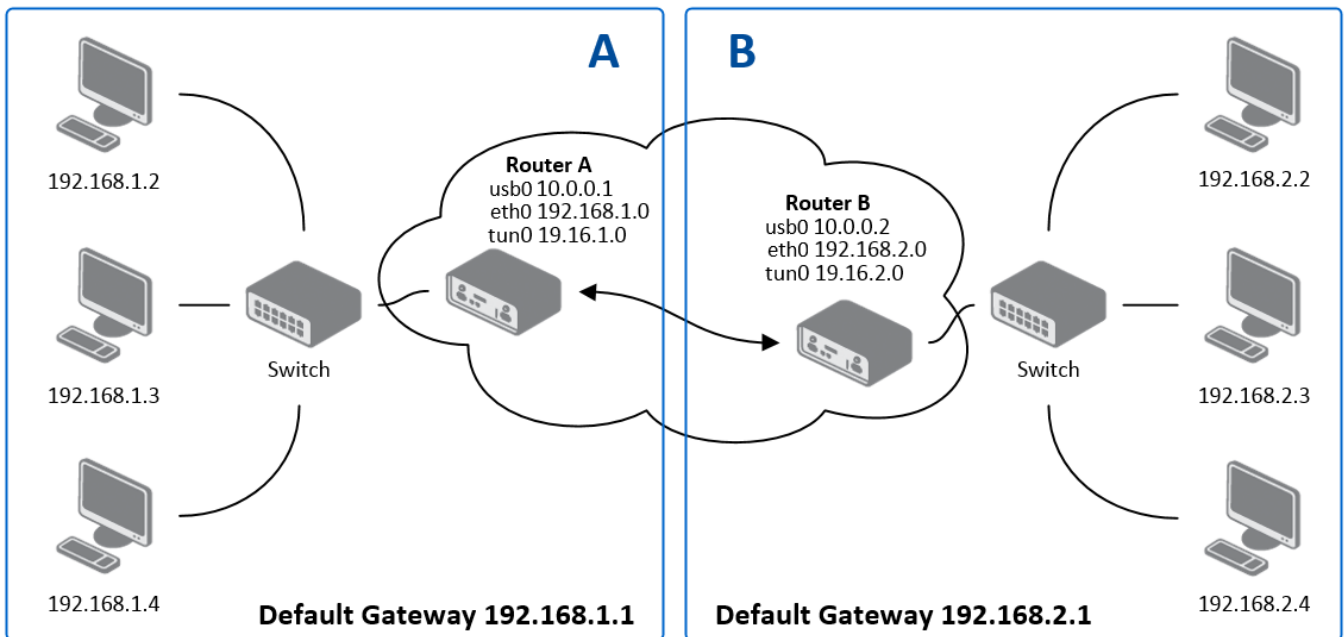 A
192.168.1.2
192.168.1.3
192.168.1.4
Switch
Router A
usb0 10.0.0.1
eth0 192.168.1.0
tun0 19.16.1.0
Default Gateway 192.168.1.1
B
Router B
usb0 10.0.0.2
eth0 192.168.2.0
tun0 19.16.2.0
Switch
192.168.2.2
192.168.2.3
192.168.2.4
Default Gateway 192.168.2.1